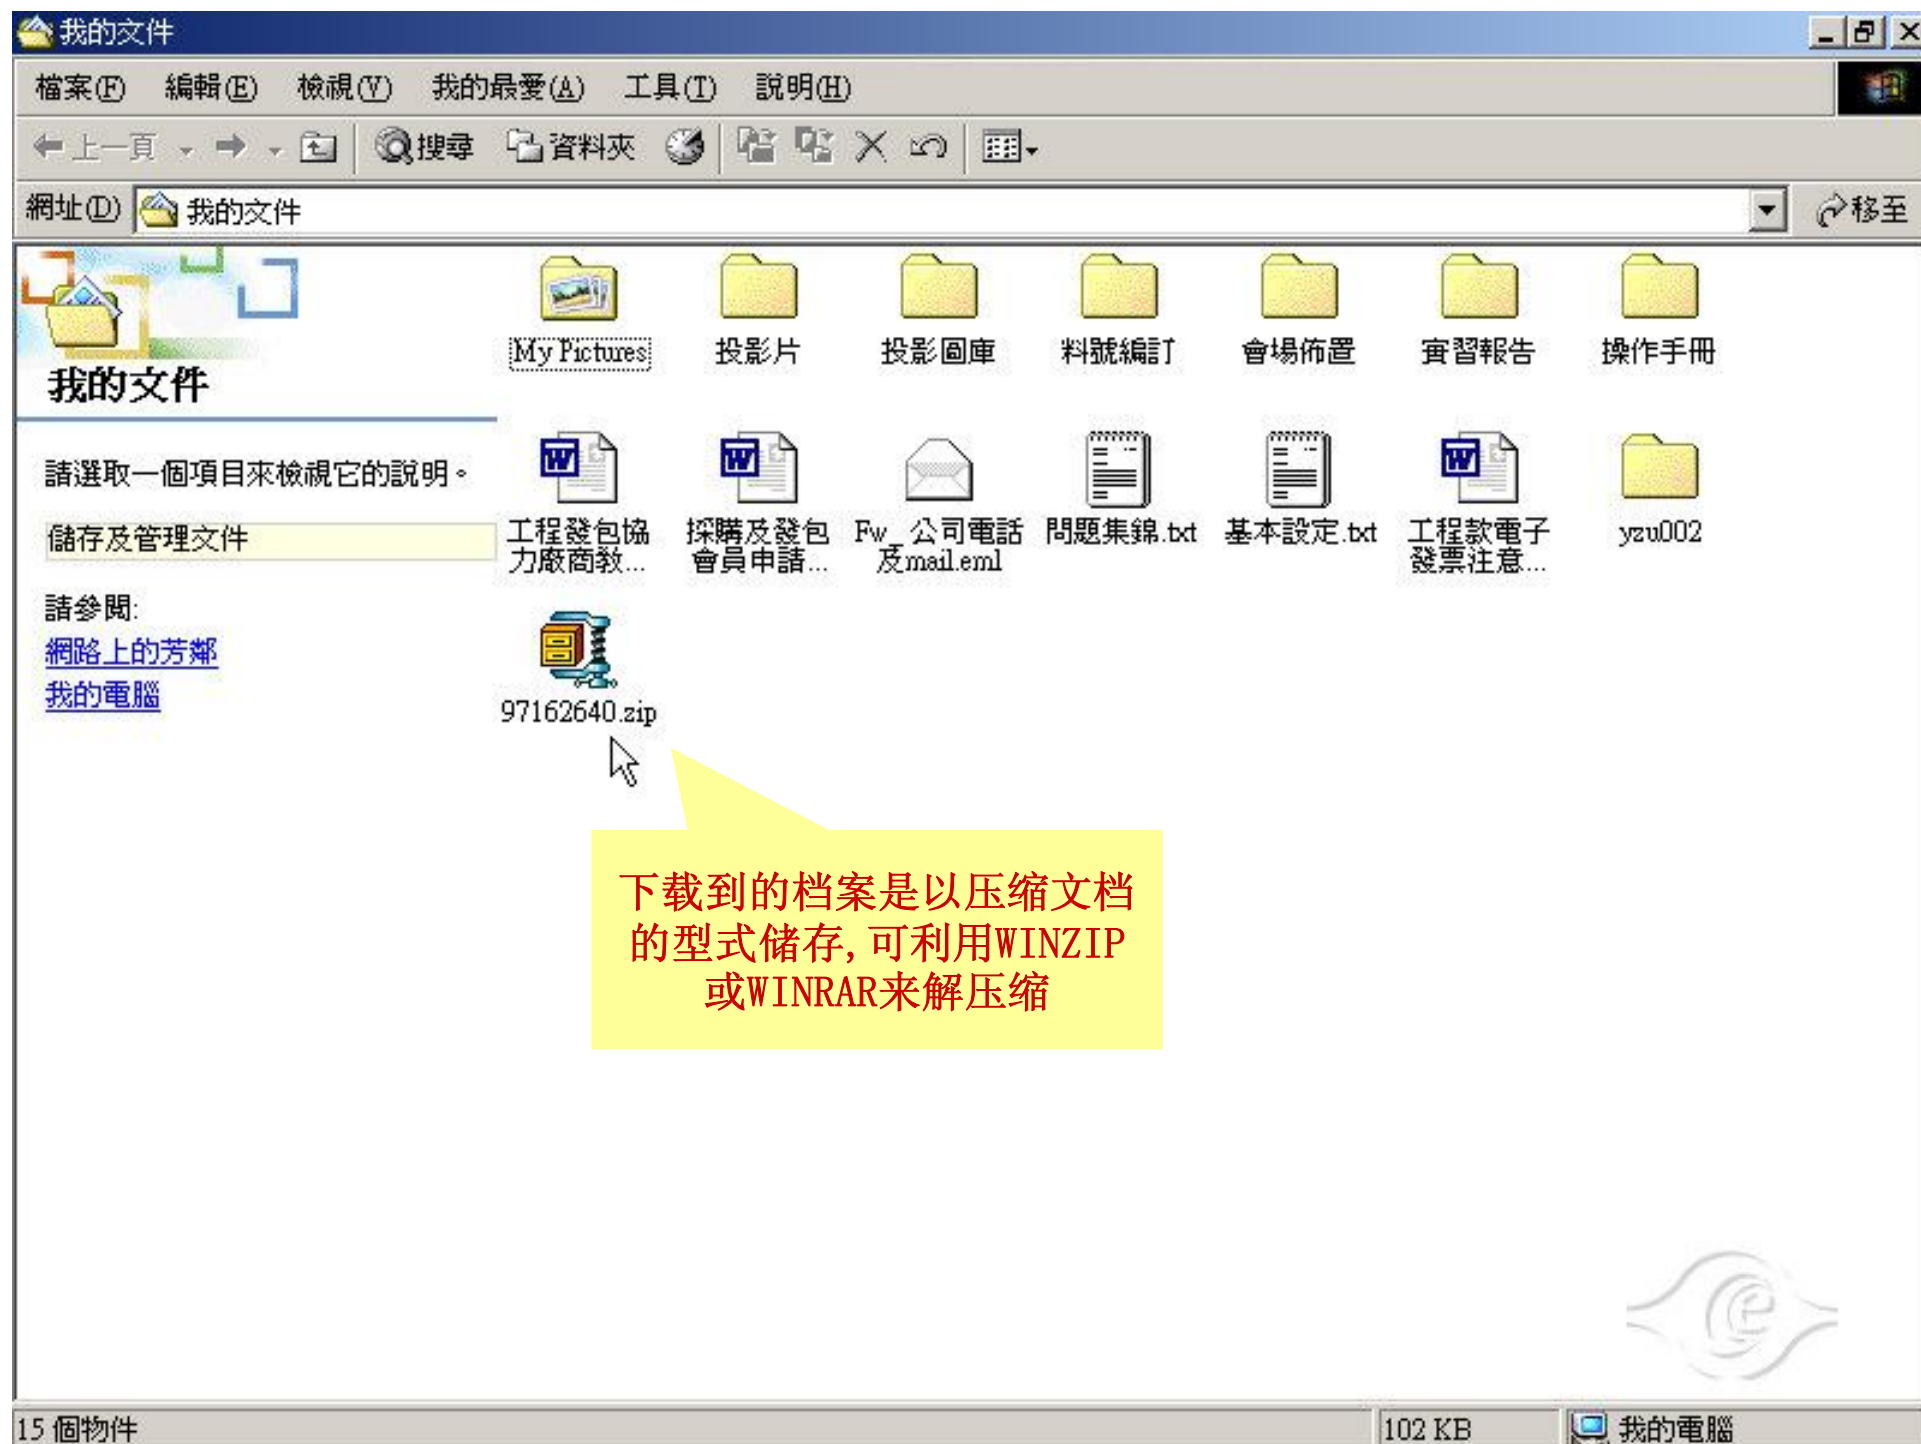 我的文件
檔案(F) 編輯(E) 檢視(V) 我的最愛(A) 工具(T) 說明(H)
上一頁 搜尋 資料夾
網址(D) 我的文件 移至
My Pictures 投影片 投影圖庫 料號編訂 會場佈置 實習報告 操作手冊
我的文件
請選取一個項目來檢視它的說明。
儲存及管理文件
請參閱:
網路上的芳鄰
我的電腦
工程發包協
力廠商教...
採購及發包
會員申請...
Fw_公司電話
及mail.eml
問題集錦.txt
基本設定.txt
工程款電子
發票注意...
yzu002
97162640.zip
下载到的档案是以压缩文档
的型式储存,可利用WINZIP
或WINRAR来解压缩
15 個物件 102 KB 我的電腦